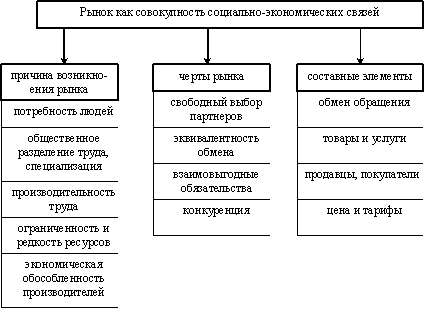 Рынок как совокупность социально-экономических связей
причина возникно-
ения рынка
потребность людей
общественное
разделение труда,
специализация
производительность
труда
ограниченность и
редкость ресурсов
экономическая
обособленность
производителей
черты рынка
свободный выбор
партнеров
эквивалентность
обмена
взаимовыгодные
обязательства
конкуренция
составные элементы
обмен обращения
товары и услуги
продавцы, покупатели
цена и тарифы